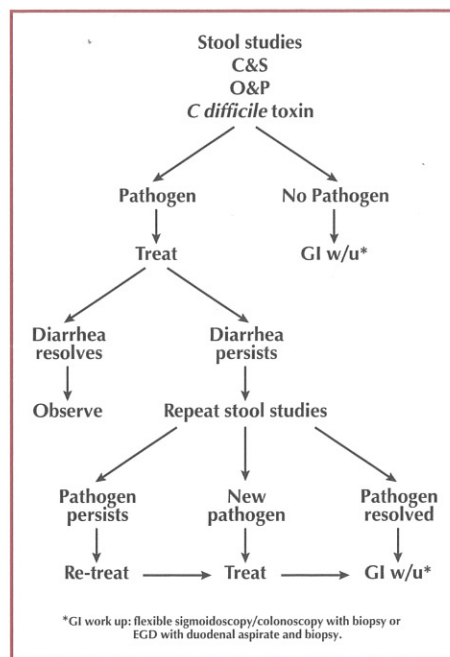 Stool studies
C&S
O&P
C difficile toxin
Pathogen
No Pathogen
Treat
GI w/u*
Diarrhea
resolves
Diarrhea
persists
Observe
Repeat stool studies
Pathogen
persists
New
pathogen
Pathogen
resolved
Re-treat
Treat
GI w/u*
*GI work up: flexible sigmoidoscopy/colonoscopy with biopsy or
EGD with duodenal aspirate and biopsy.